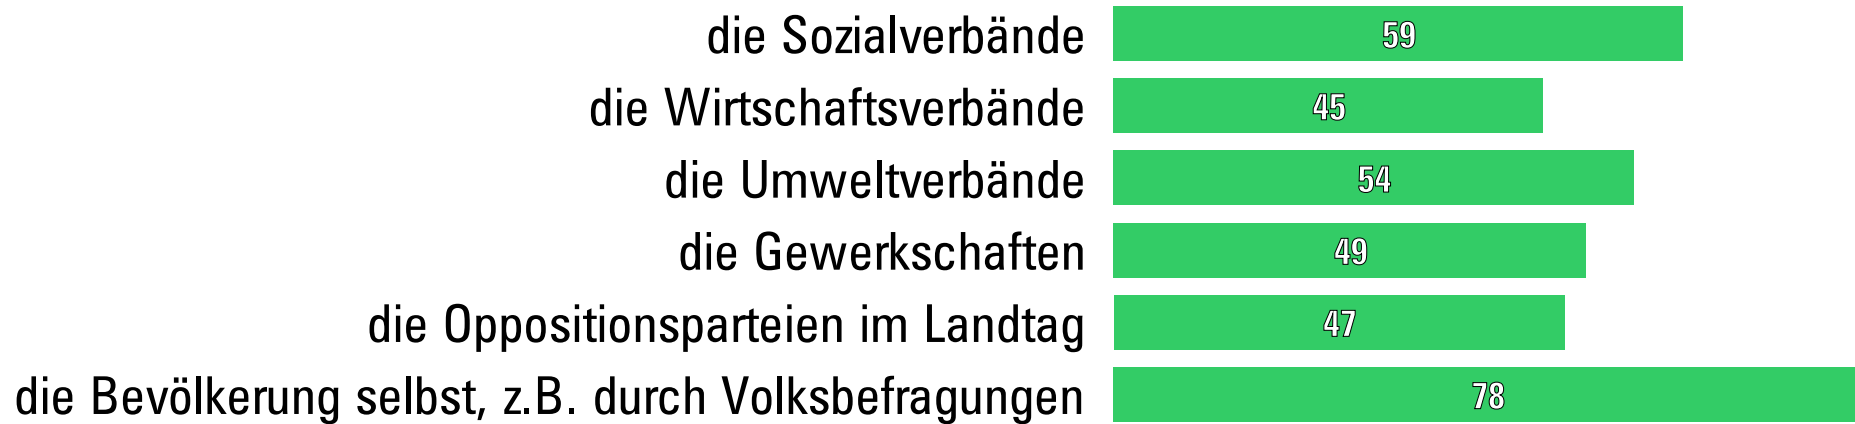 die Sozialverbände 59
die Wirtschaftsverbände 45
die Umweltverbände 54
die Gewerkschaften 49
die Oppositionsparteien im Landtag 47
die Bevölkerung selbst, z.B. durch Volksbefragungen 78